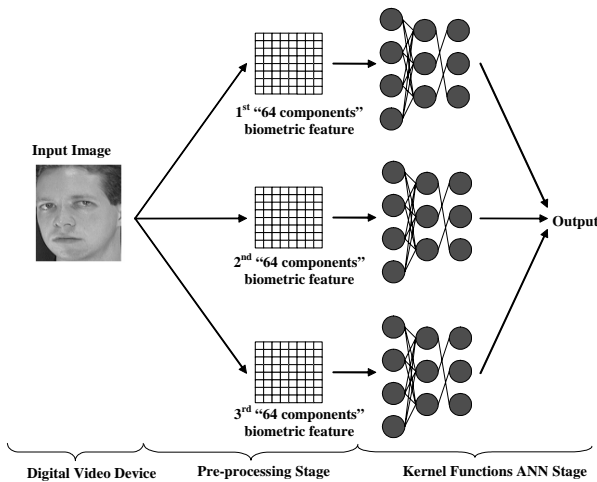 1st “64 components”
biometric feature
Input Image
Output
2nd “64 components”
biometric feature
3rd “64 components”
biometric feature
Digital Video Device
Pre-processing Stage
Kernel Functions ANN Stage